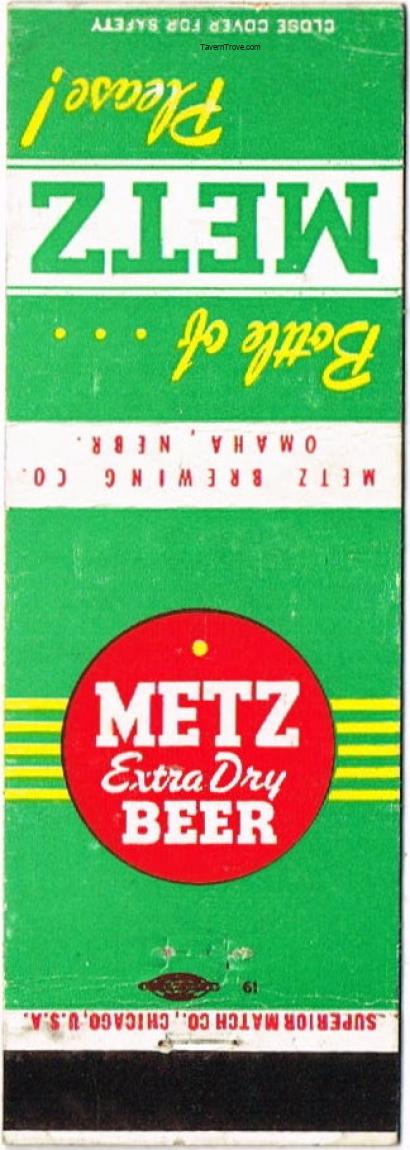 CLOSE COVER FOR SAFETY
TavernTrove.com
Please!
METZ
Bottle of ....
METZ BREWING CO.
OMAHA, NEBR.
METZ
Extra Dry
BEER
61
SUPERIOR MATCH CO., CHICAGO, U.S.A.